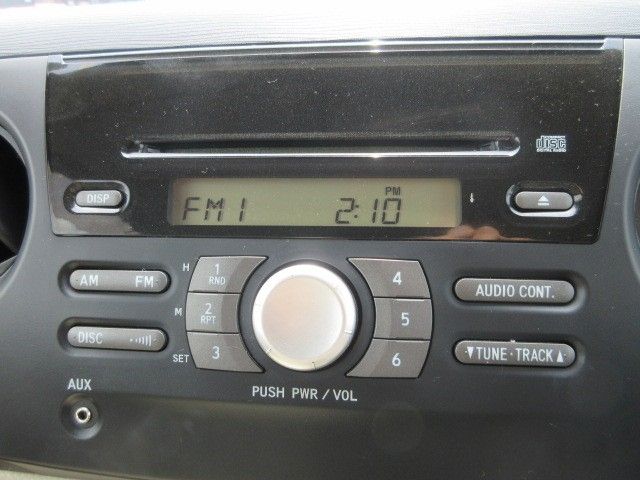 DISC
DISP
PM
FM1 2:10
AM FM
H 1 RND
M 2 RPT
SET 3
4
5
6
AUDIO CONT.
DISC
▼TUNE·TRACK▲
AUX
PUSH PWR/VOL